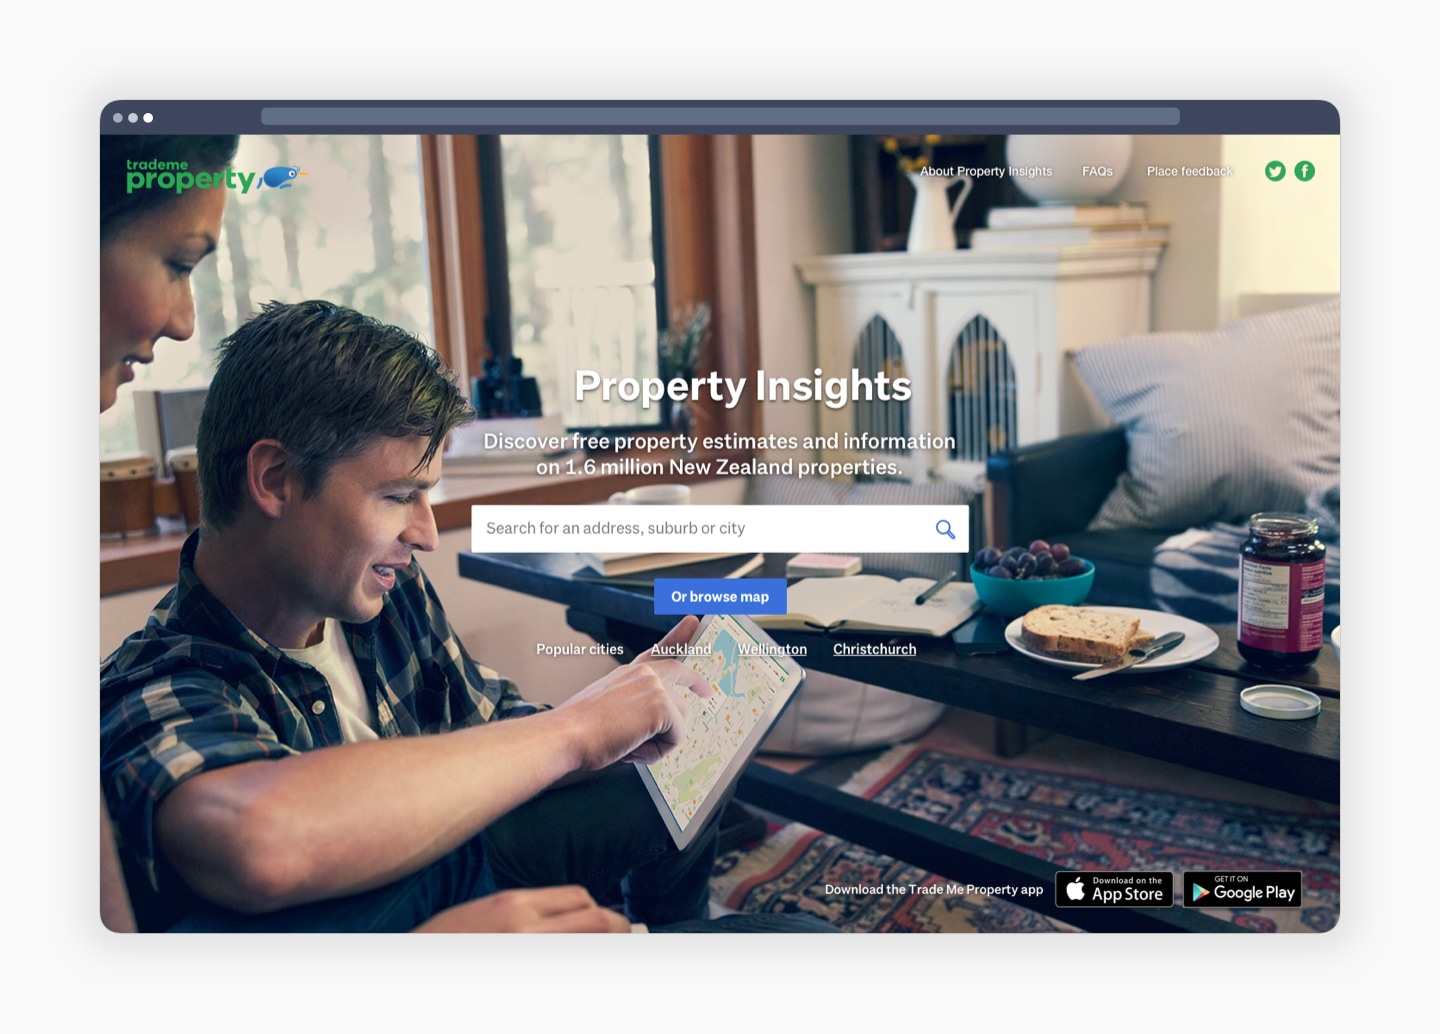 trademe
property
About Property Insights
FAQs
Place feedback
Property Insights
Discover free property estimates and information
on 1.6 million New Zealand properties.
Search for an address, suburb or city
Or browse map
Popular cities
Auckland
Wellington
Christchurch
Download the Trade Me Property app
Download on the
App Store
GET IT ON
Google Play